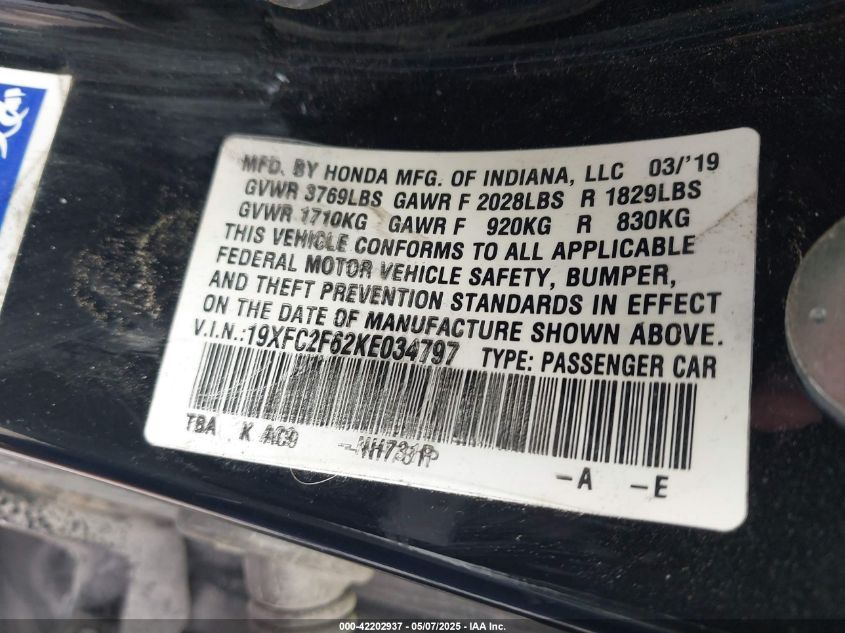 MFD. BY HONDA MFG. OF INDIANA, LLC 03/'19
GVWR 3769LBS GAWR F 2028LBS R 1829LBS
GVWR 1710KG GAWR F 920KG R 830KG
THIS VEHICLE CONFORMS TO ALL APPLICABLE
FEDERAL MOTOR VEHICLE SAFETY, BUMPER,
AND THEFT PREVENTION STANDARDS IN EFFECT
ON THE DATE OF MANUFACTURE SHOWN ABOVE.
V.I.N.:19XFC2F62KE034797 TYPE: PASSENGER CAR
TBA K AC0
-A -E
000-42202937 - 05/07/2025 - IAA Inc.